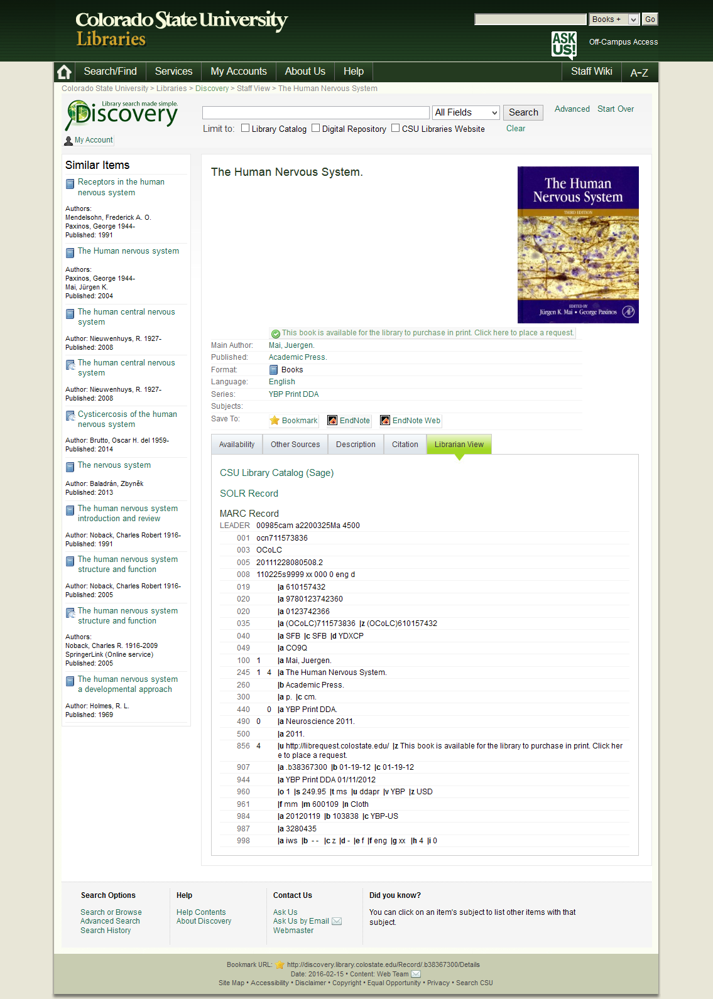 Colorado State University
Libraries
Books +
Go
ASK US!
Off-Campus Access
Search/Find
Services
My Accounts
About Us
Help
Staff Wiki
A-Z
Colorado State University > Libraries > Discovery > Staff View > The Human Nervous System
Library search made simple.
Discovery
My Account
All Fields
Search
Advanced
Start Over
Limit to:
Library Catalog
Digital Repository
CSU Libraries Website
Clear
Similar Items
Receptors in the human
nervous system
Authors:
Mendelsohn, Frederick A. O.
Paxinos, George 1944-
Published: 1991
The Human nervous system
Authors:
Paxinos, George 1944-
Mai, Jürgen K.
Published: 2004
The human central nervous
system
Author: Nieuwenhuys, R. 1927-
Published: 2008
The human central nervous
system
Author: Nieuwenhuys, R. 1927-
Published: 2008
Cysticercosis of the human
nervous system
Author: Brutto, Oscar H. del 1959-
Published: 2014
The nervous system
Author: Baladrán, Zbyněk
Published: 2013
The human nervous system
introduction and review
Author: Noback, Charles Robert 1916-
Published: 1991
The human nervous system
structure and function
Author: Noback, Charles Robert 1916-
Published: 2005
The human nervous system
structure and function
Authors:
Noback, Charles R. 1916-2009
SpringerLink (Online service)
Published: 2005
The human nervous system
a developmental approach
Author: Holmes, R. L.
Published: 1969
The Human Nervous System.
The Human
Nervous System
THIRD EDITION
EDITED BY
Jürgen K. Mai • George Paxinos
AP
This book is available for the library to purchase in print. Click here to place a request.
Main Author: Mai, Juergen.
Published: Academic Press.
Format: Books
Language: English
Series: YBP Print DDA
Subjects:
Save To: Bookmark EndNote EndNote Web
Availability
Other Sources
Description
Citation
Librarian View
CSU Library Catalog (Sage)
SOLR Record
MARC Record
LEADER 00985cam a2200325Ma 4500
001 ocn711573836
003 OCoLC
005 20111228080508.2
008 110225s9999 xx 000 0 eng d
019 |a 610157432
020 |a 9780123742360
020 |a 0123742366
035 |a (OCoLC)711573836 |z (OCoLC)610157432
040 |a SFB |c SFB |d YDXCP
049 |a CO9Q
100 1 |a Mai, Juergen.
245 1 4 |a The Human Nervous System.
260 |b Academic Press.
300 |a p. |c cm.
440 0 |a YBP Print DDA.
490 0 |a Neuroscience 2011.
500 |a 2011.
856 4 |u http://librequest.colostate.edu/ |z This book is available for the library to purchase in print. Click her
e to place a request.
907 |a .b38367300 |b 01-19-12 |c 01-19-12
944 |a YBP Print DDA 01/11/2012
960 |o 1 |s 249.95 |t ms |u ddapr |v YBP |z USD
961 |f mm |m 600109 |n Cloth
984 |a 20120119 |b 103838 |c YBP-US
987 |a 3280435
998 |a iws |b - - |c z |d - |e f |f eng |g xx |h 4 |i 0
Search Options
Search or Browse
Advanced Search
Search History
Help
Help Contents
About Discovery
Contact Us
Ask Us
Ask Us by Email
Webmaster
Did you know?
You can click on an item's subject to list other items with that
subject.
Bookmark URL: http://discovery.library.colostate.edu/Record/.b38367300/Details
Date: 2016-02-15 • Content: Web Team
Site Map • Accessibility • Disclaimer • Copyright • Equal Opportunity • Privacy • Search CSU